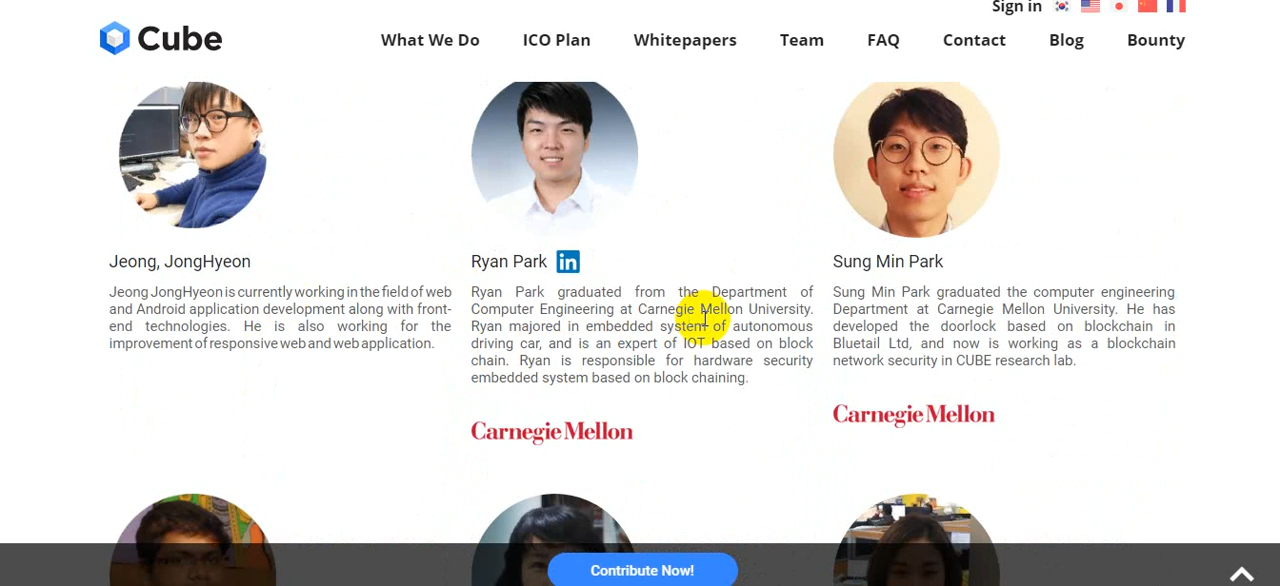 Sign in
Cube
What We Do ICO Plan Whitepapers Team FAQ Contact Blog Bounty
Jeong, JongHyeon
Jeong JongHyeon is currently working in the field of web
and Android application development along with front-
end technologies. He is also working for the
improvement of responsive web and web application.
Ryan Park in
Ryan Park graduated from the Department of
Computer Engineering at Carnegie Mellon University.
Ryan majored in embedded system of autonomous
driving car, and is an expert of IOT based on block
chain. Ryan is responsible for hardware security
embedded system based on block chaining.
Carnegie Mellon
Sung Min Park
Sung Min Park graduated the computer engineering
Department at Carnegie Mellon University. He has
developed the doorlock based on blockchain in
Bluetail Ltd, and now is working as a blockchain
network security in CUBE research lab.
Carnegie Mellon
Contribute Now!